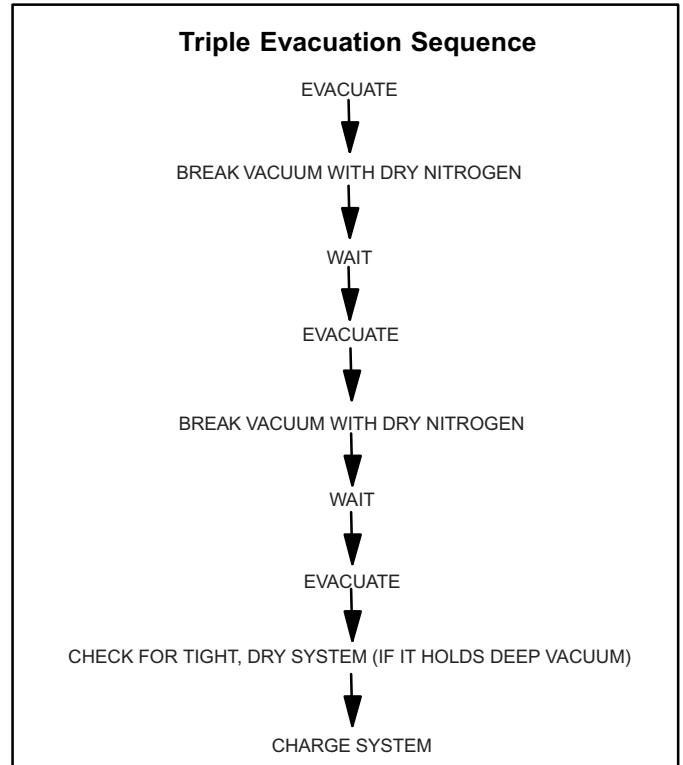 Triple Evacuation Sequence
EVACUATE
BREAK VACUUM WITH DRY NITROGEN
WAIT
EVACUATE
BREAK VACUUM WITH DRY NITROGEN
WAIT
EVACUATE
CHECK FOR TIGHT, DRY SYSTEM (IF IT HOLDS DEEP VACUUM)
CHARGE SYSTEM